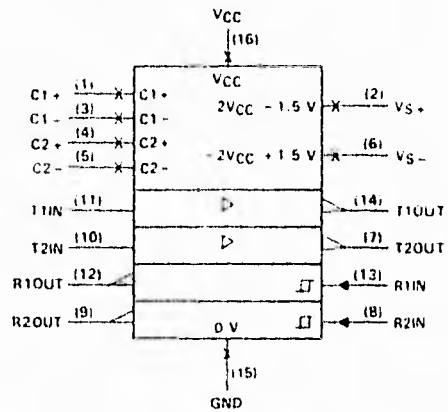 VCC
(16)
VCC
C1+ (1) C1+
C1- (3) C1-
C2+ (4) C2+
C2- (5) C2-
2VCC - 1.5 V (2) VS+
-2VCC + 1.5 V (6) VS-
T1IN (11) (14) T1OUT
T2IN (10) (7) T2OUT
R1OUT (12) (13) R1IN
R2OUT (9) (8) R2IN
0 V
(15)
GND